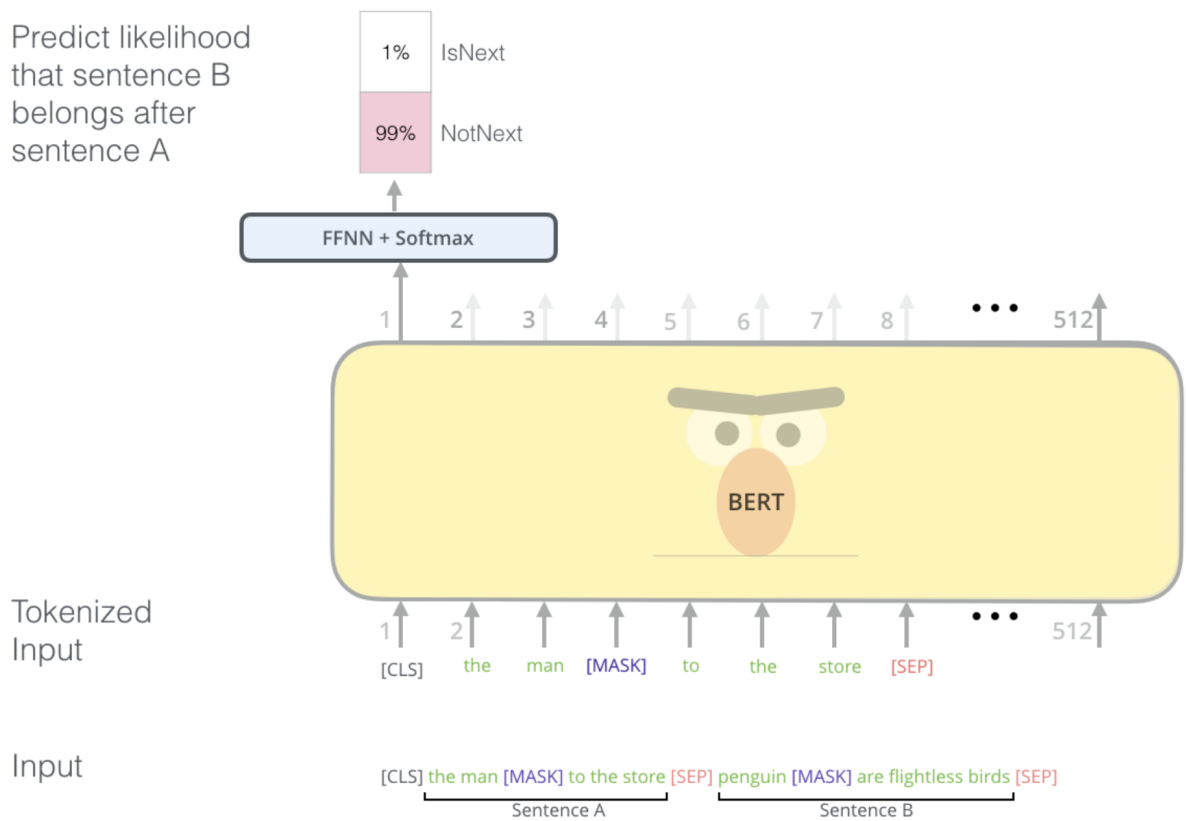 Predict likelihood
that sentence B
belongs after
sentence A
1% IsNext
99% NotNext
FFNN + Softmax
1 2 3 4 5 6 7 8 ••• 512
BERT
Tokenized
Input
1 2 ••• 512
[CLS] the man [MASK] to the store [SEP]
Input
[CLS] the man [MASK] to the store [SEP] penguin [MASK] are flightless birds [SEP]
Sentence A Sentence B